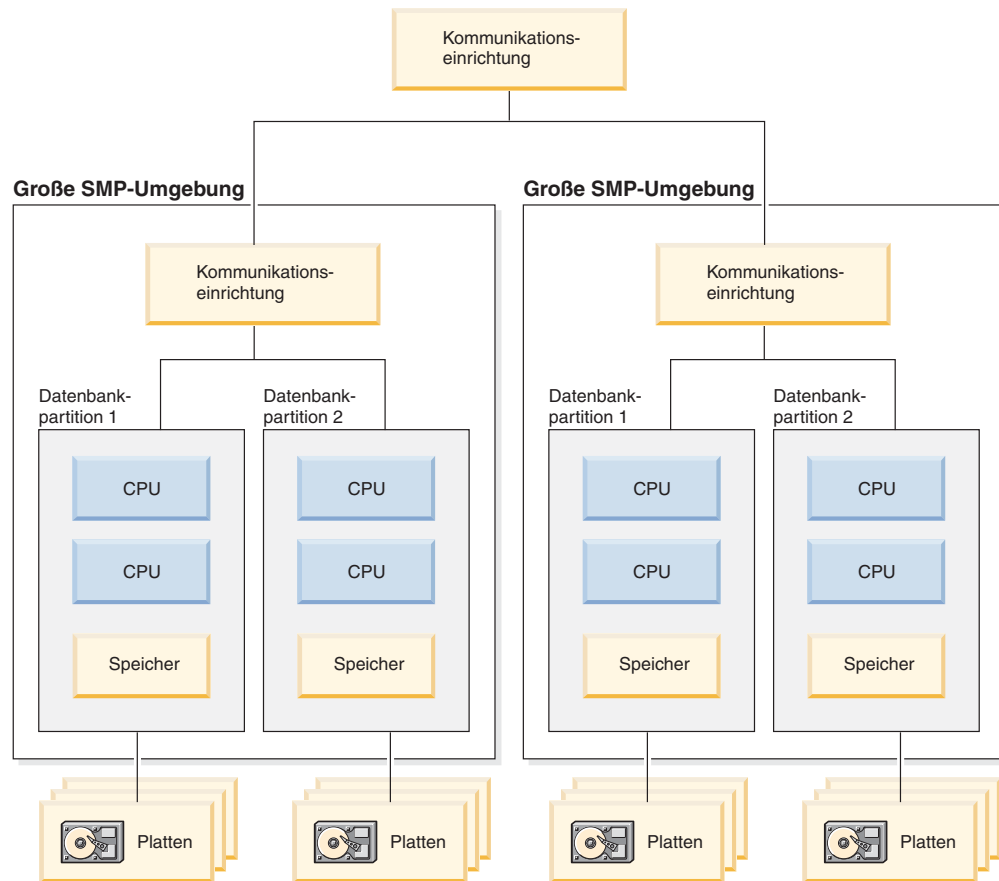 Kommunikations-
einrichtung
Große SMP-Umgebung
Kommunikations-
einrichtung
Datenbank-
partition 1
CPU
CPU
Speicher
Platten
Datenbank-
partition 2
CPU
CPU
Speicher
Platten
Große SMP-Umgebung
Kommunikations-
einrichtung
Datenbank-
partition 1
CPU
CPU
Speicher
Platten
Datenbank-
partition 2
CPU
CPU
Speicher
Platten